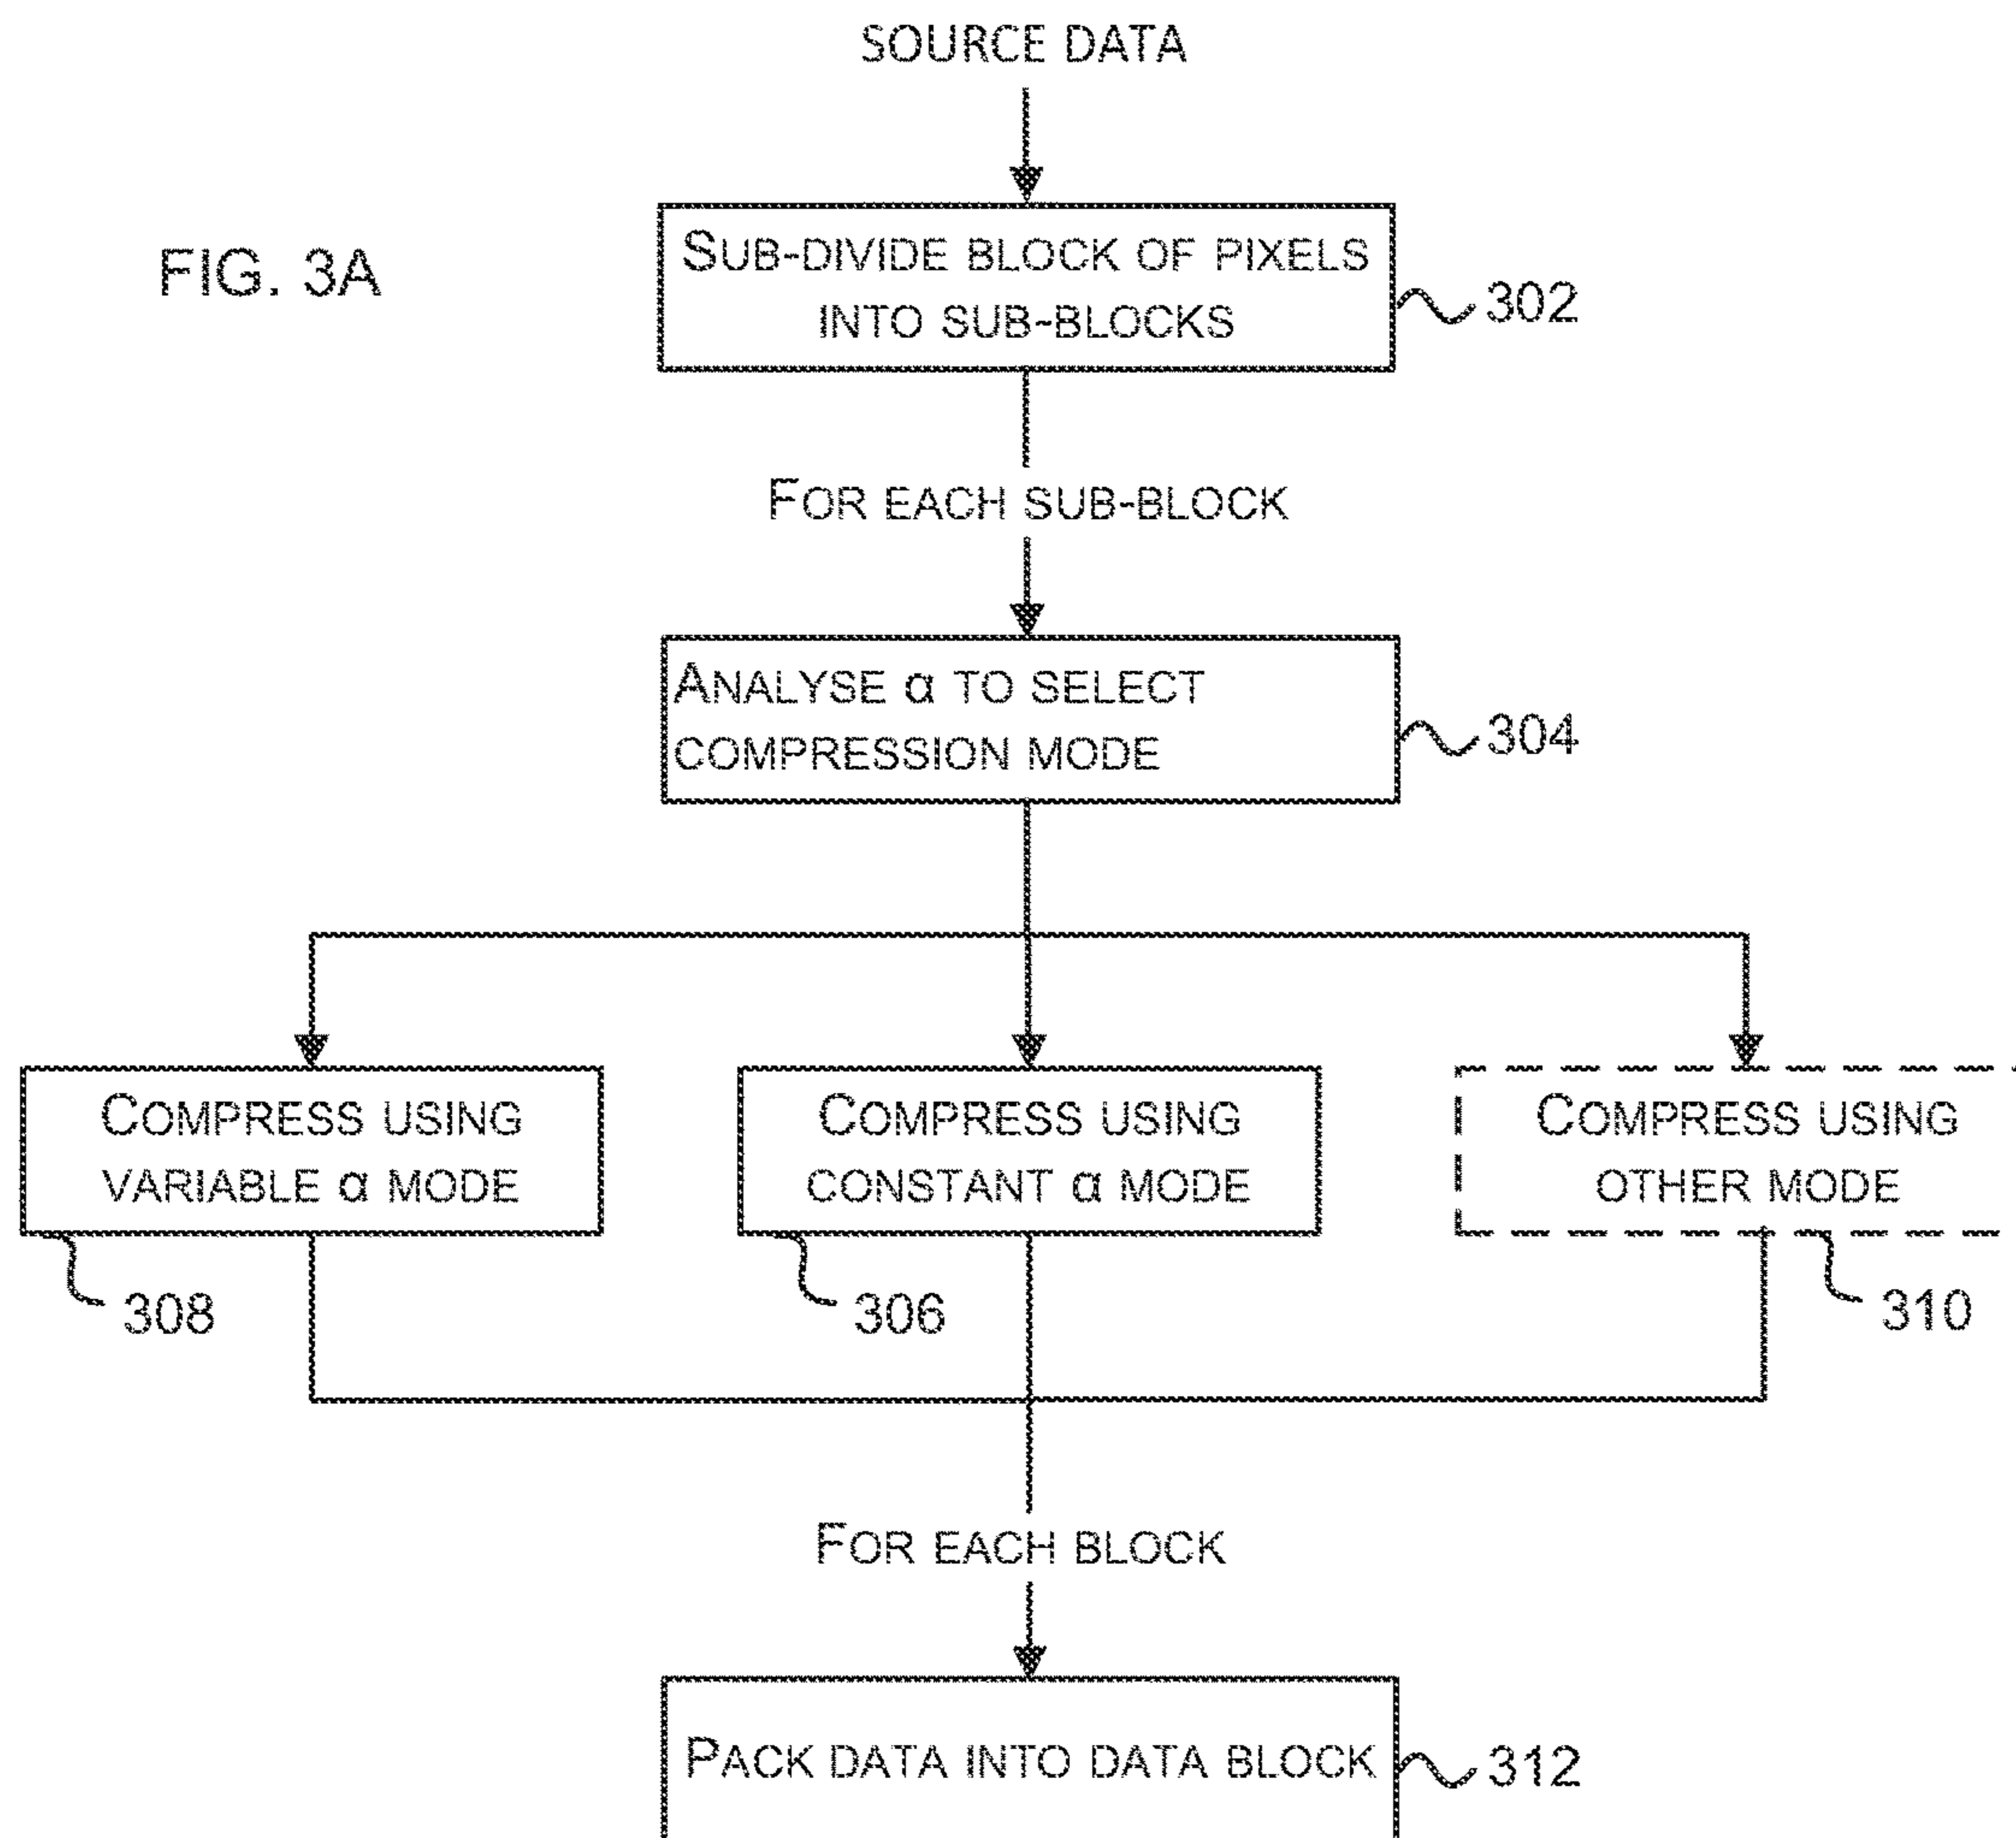 SOURCE DATA
FIG. 3A
SUB-DIVIDE BLOCK OF PIXELS
INTO SUB-BLOCKS
302
FOR EACH SUB-BLOCK
ANALYSE α TO SELECT
COMPRESSION MODE
304
COMPRESS USING
VARIABLE α MODE
COMPRESS USING
CONSTANT α MODE
COMPRESS USING
OTHER MODE
308
306
310
FOR EACH BLOCK
PACK DATA INTO DATA BLOCK
312